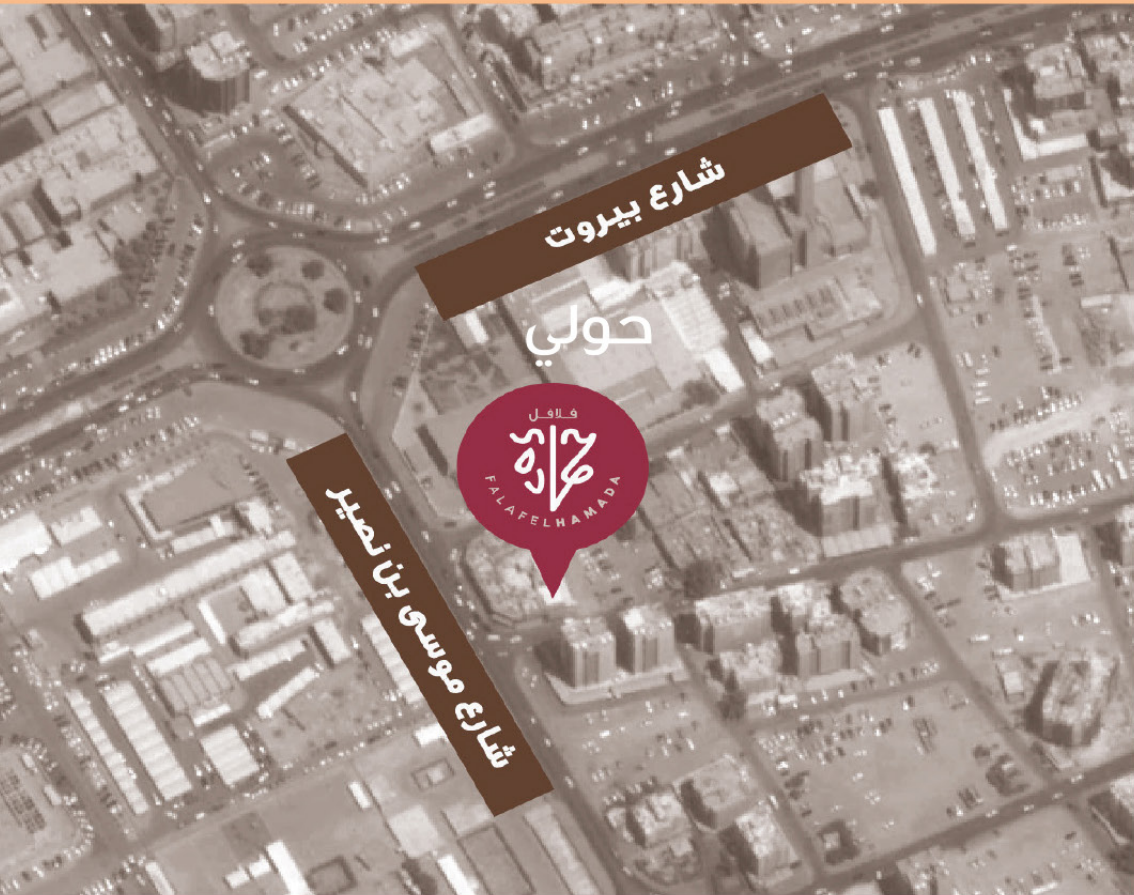 شارع بيروت
حولي
فلافل
حمادة
FALAFELHAMADA
شارع موسى بن نصير